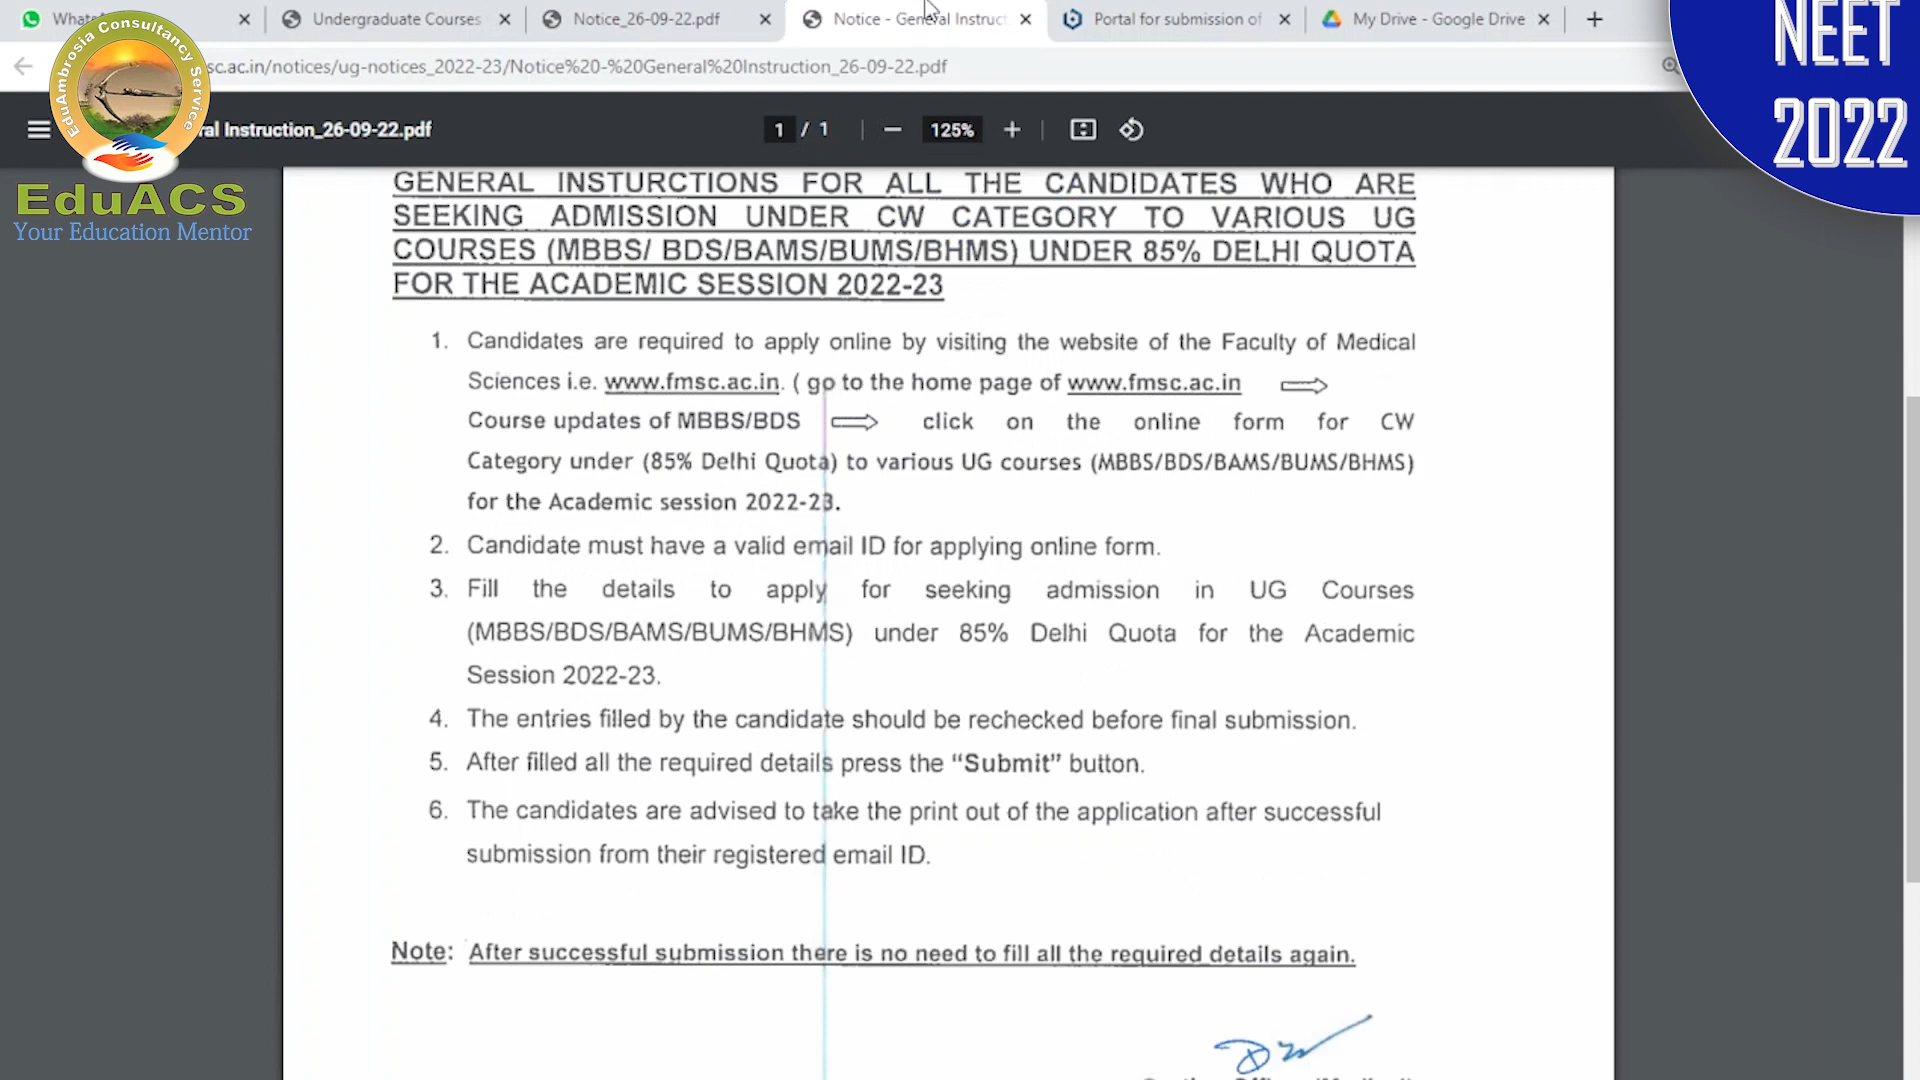 Whats
Undergraduate Courses
Notice_26-09-22.pdf
Notice - General Instruct
Portal for submission of
My Drive - Google Drive
NEET
2022
sc.ac.in/notices/ug-notices_2022-23/Notice%20-%20General%20Instruction_26-09-22.pdf
EduAmbrosia Consultancy Service
EduACS
Your Education Mentor
ral Instruction_26-09-22.pdf
1 / 1
125%
GENERAL INSTURCTIONS FOR ALL THE CANDIDATES WHO ARE
SEEKING ADMISSION UNDER CW CATEGORY TO VARIOUS UG
COURSES (MBBS/ BDS/BAMS/BUMS/BHMS) UNDER 85% DELHI QUOTA
FOR THE ACADEMIC SESSION 2022-23
1. Candidates are required to apply online by visiting the website of the Faculty of Medical
Sciences i.e. www.fmsc.ac.in. ( go to the home page of www.fmsc.ac.in
Course updates of MBBS/BDS click on the online form for CW
Category under (85% Delhi Quota) to various UG courses (MBBS/BDS/BAMS/BUMS/BHMS)
for the Academic session 2022-23.
2. Candidate must have a valid email ID for applying online form.
3. Fill the details to apply for seeking admission in UG Courses
(MBBS/BDS/BAMS/BUMS/BHMS) under 85% Delhi Quota for the Academic
Session 2022-23.
4. The entries filled by the candidate should be rechecked before final submission.
5. After filled all the required details press the “Submit” button.
6. The candidates are advised to take the print out of the application after successful
submission from their registered email ID.
Note: After successful submission there is no need to fill all the required details again.